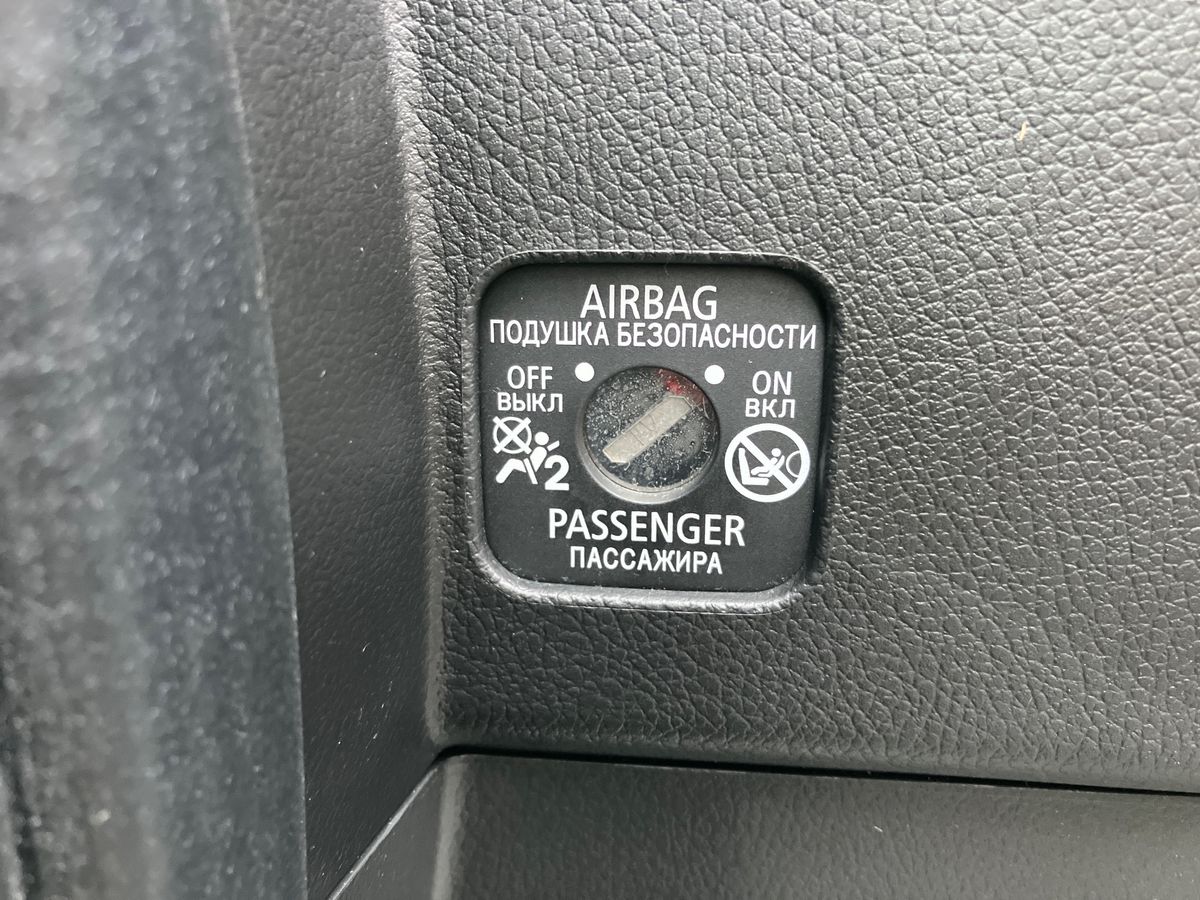 AIRBAG
ПОДУШКА БЕЗОПАСНОСТИ
OFF
ВЫКЛ
ON
ВКЛ
2
PASSENGER
ПАССАЖИРА